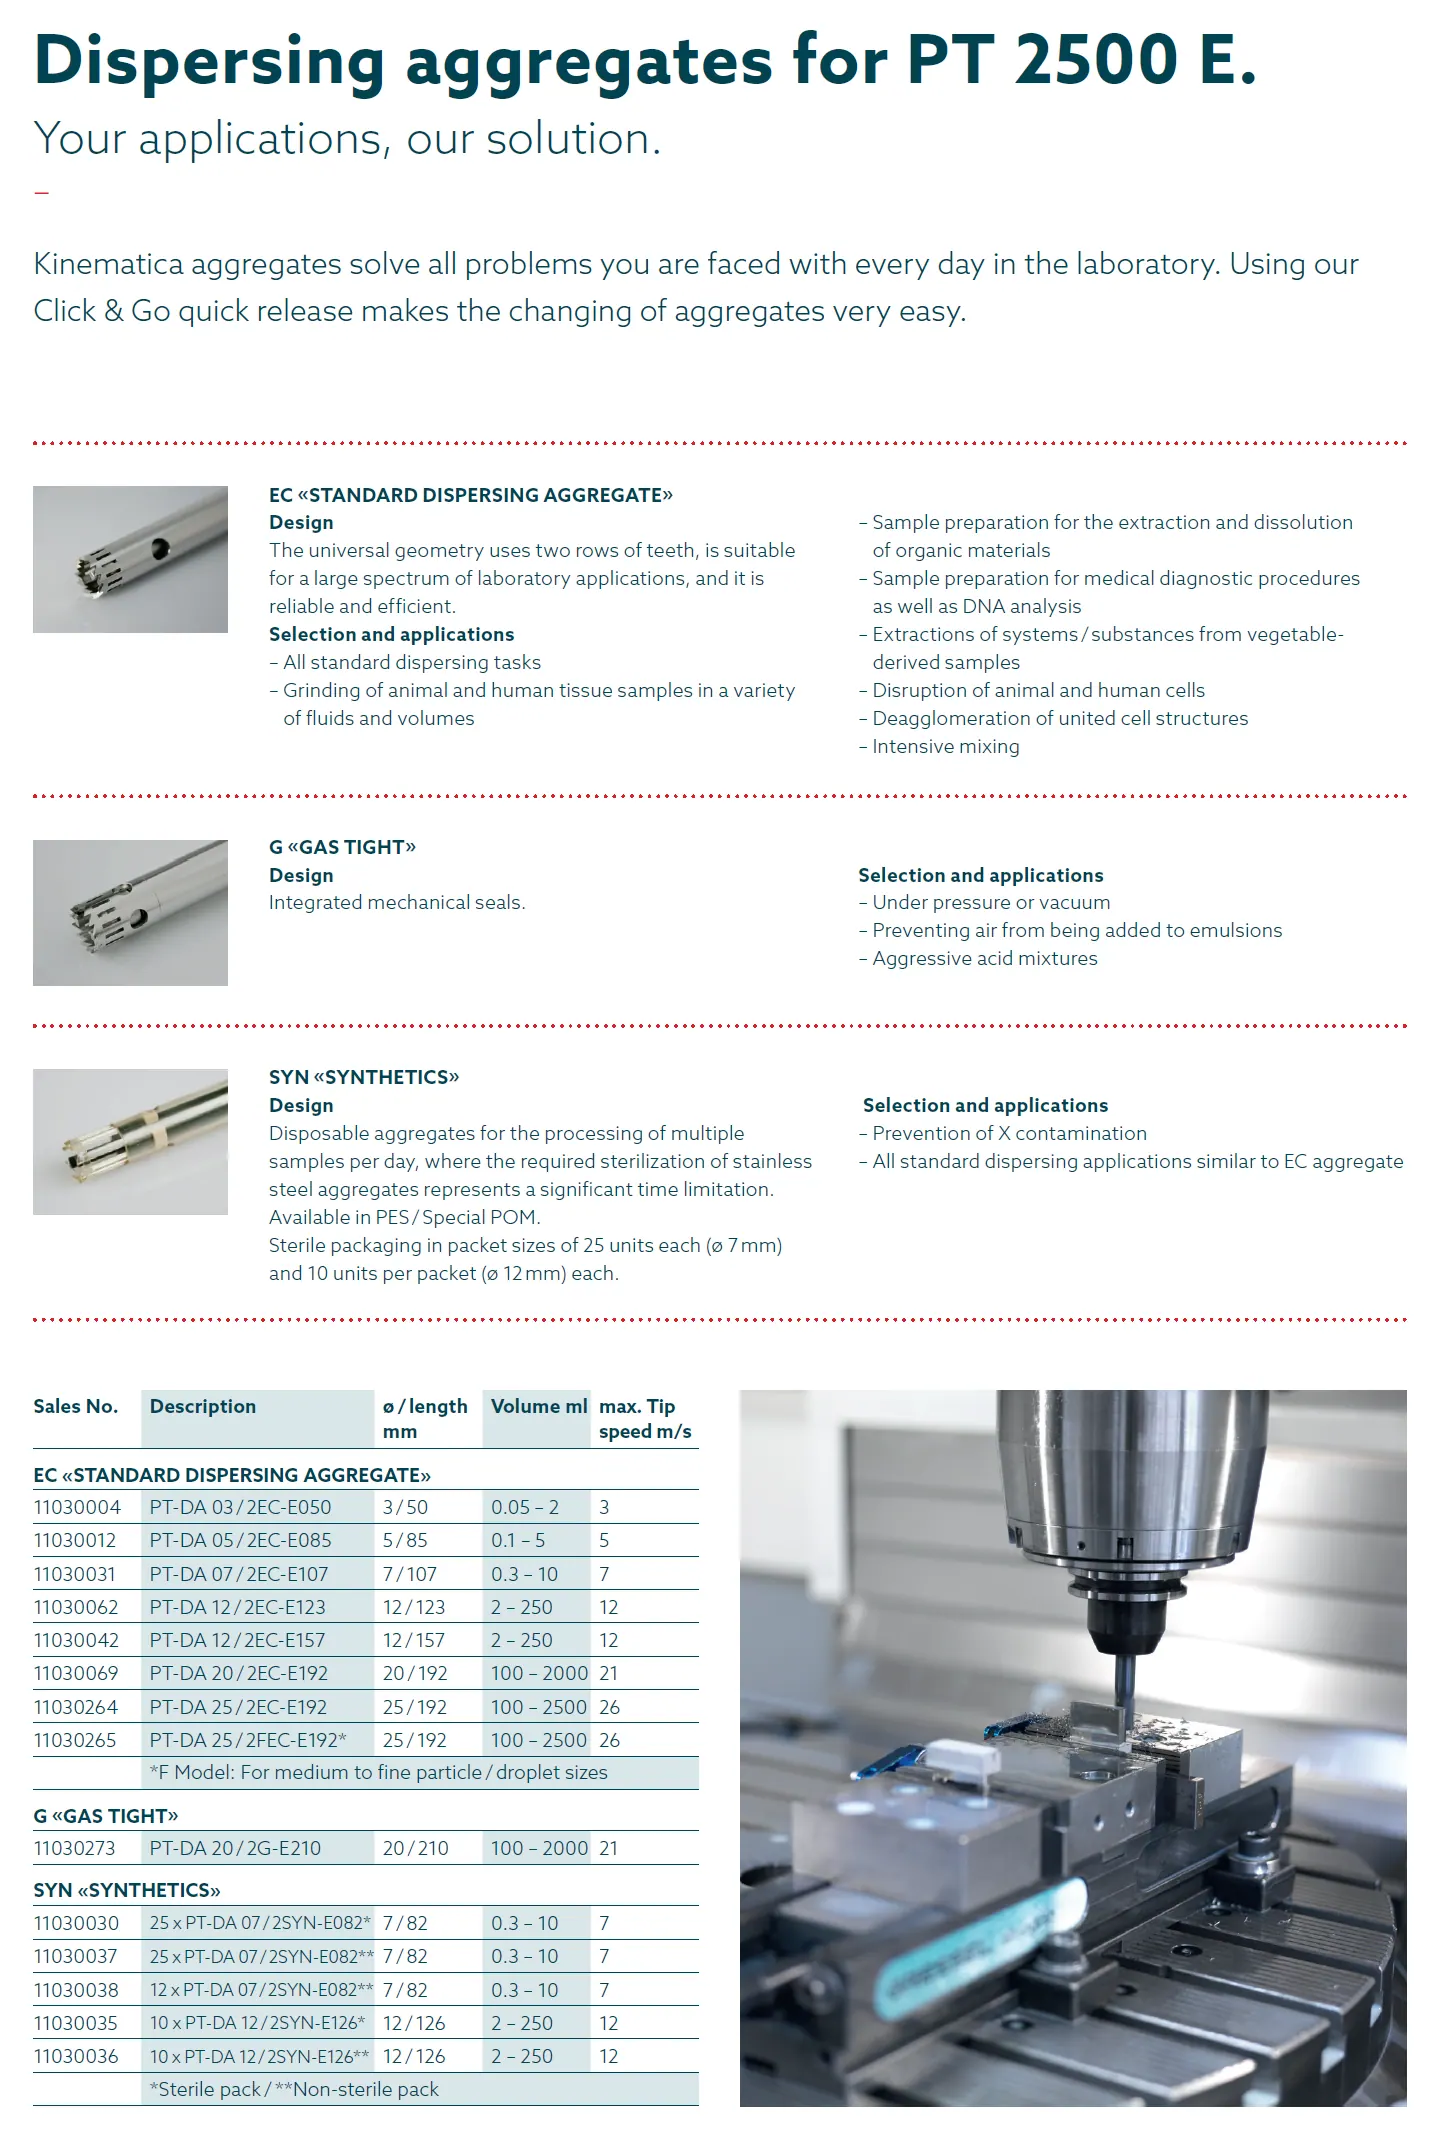 Dispersing aggregates for PT 2500 E.
Your applications, our solution.
–
Kinematica aggregates solve all problems you are faced with every day in the laboratory. Using our
Click & Go quick release makes the changing of aggregates very easy.
EC «STANDARD DISPERSING AGGREGATE»
Design
The universal geometry uses two rows of teeth, is suitable
for a large spectrum of laboratory applications, and it is
reliable and efficient.
Selection and applications
– All standard dispersing tasks
– Grinding of animal and human tissue samples in a variety
of fluids and volumes
– Sample preparation for the extraction and dissolution
of organic materials
– Sample preparation for medical diagnostic procedures
as well as DNA analysis
– Extractions of systems / substances from vegetable-
derived samples
– Disruption of animal and human cells
– Deagglomeration of united cell structures
– Intensive mixing
G «GAS TIGHT»
Design
Integrated mechanical seals.
Selection and applications
– Under pressure or vacuum
– Preventing air from being added to emulsions
– Aggressive acid mixtures
SYN «SYNTHETICS»
Design
Disposable aggregates for the processing of multiple
samples per day, where the required sterilization of stainless
steel aggregates represents a significant time limitation.
Available in PES / Special POM.
Sterile packaging in packet sizes of 25 units each (ø 7 mm)
and 10 units per packet (ø 12 mm) each.
Selection and applications
– Prevention of X contamination
– All standard dispersing applications similar to EC aggregate
Sales No. Description ø / length mm Volume ml max. Tip speed m/s
EC «STANDARD DISPERSING AGGREGATE»
11030004 PT-DA 03 / 2EC-E050 3 / 50 0.05 – 2 3
11030012 PT-DA 05 / 2EC-E085 5 / 85 0.1 – 5 5
11030031 PT-DA 07 / 2EC-E107 7 / 107 0.3 – 10 7
11030062 PT-DA 12 / 2EC-E123 12 / 123 2 – 250 12
11030042 PT-DA 12 / 2EC-E157 12 / 157 2 – 250 12
11030069 PT-DA 20 / 2EC-E192 20 / 192 100 – 2000 21
11030264 PT-DA 25 / 2EC-E192 25 / 192 100 – 2500 26
11030265 PT-DA 25 / 2FEC-E192* 25 / 192 100 – 2500 26
*F Model: For medium to fine particle / droplet sizes
G «GAS TIGHT»
11030273 PT-DA 20 / 2G-E210 20 / 210 100 – 2000 21
SYN «SYNTHETICS»
11030030 25 x PT-DA 07 / 2SYN-E082* 7 / 82 0.3 – 10 7
11030037 25 x PT-DA 07 / 2SYN-E082** 7 / 82 0.3 – 10 7
11030038 12 x PT-DA 07 / 2SYN-E082** 7 / 82 0.3 – 10 7
11030035 10 x PT-DA 12 / 2SYN-E126* 12 / 126 2 – 250 12
11030036 10 x PT-DA 12 / 2SYN-E126** 12 / 126 2 – 250 12
*Sterile pack / **Non-sterile pack